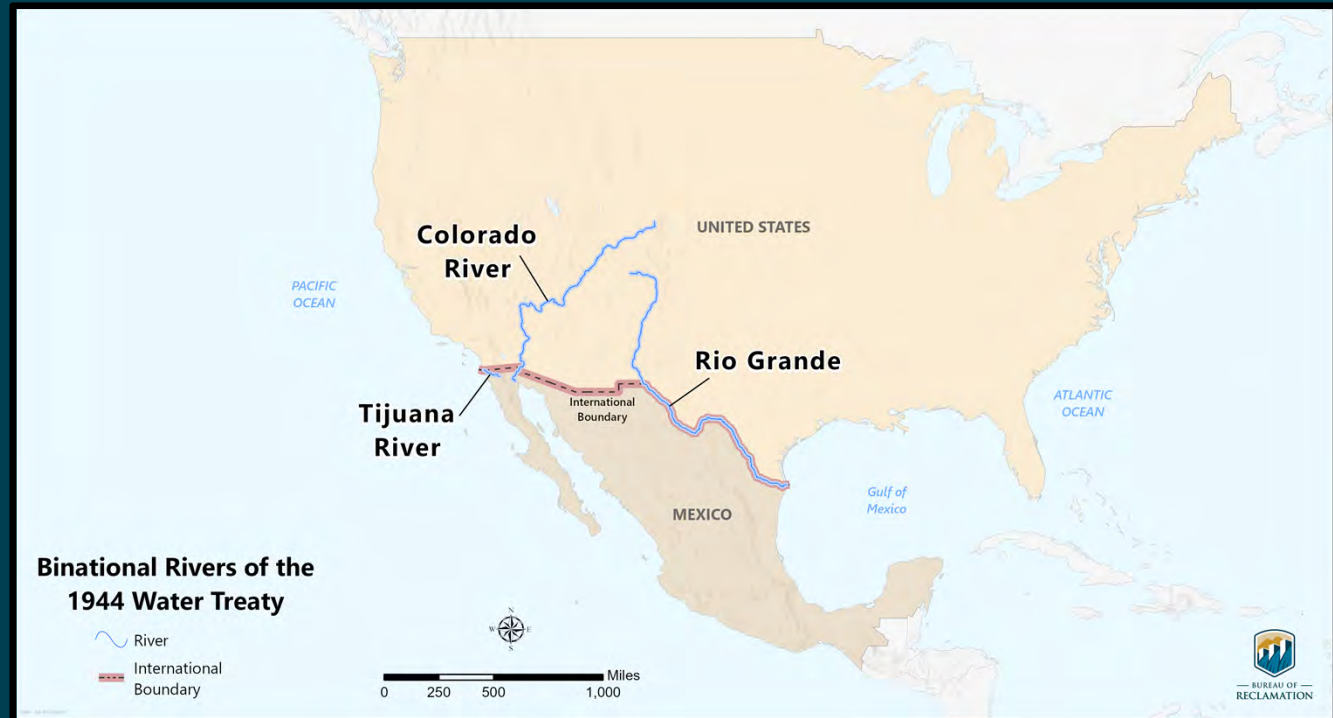 UNITED STATES
Colorado
River
PACIFIC
OCEAN
Rio Grande
Tijuana
River
International
Boundary
ATLANTIC
OCEAN
Gulf of
Mexico
MEXICO
Binational Rivers of the
1944 Water Treaty
River
International
Boundary
N
W E
S
Miles
0 250 500 1,000
BUREAU OF
RECLAMATION